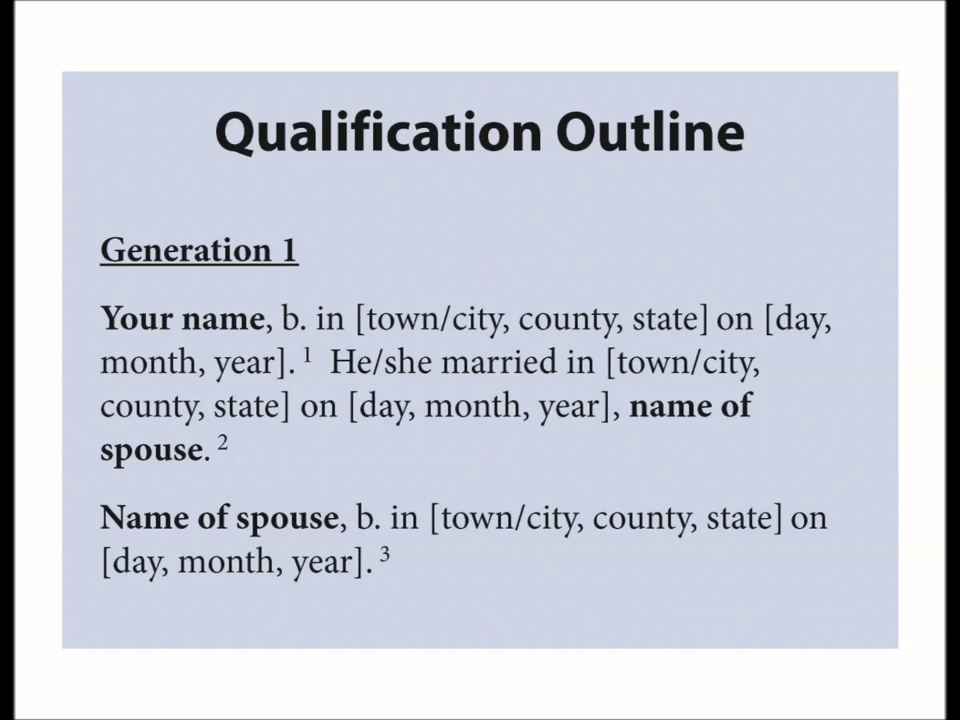 Qualification Outline
Generation 1
Your name, b. in [town/city, county, state] on [day,
month, year]. 1 He/she married in [town/city,
county, state] on [day, month, year], name of
spouse. 2
Name of spouse, b. in [town/city, county, state] on
[day, month, year]. 3